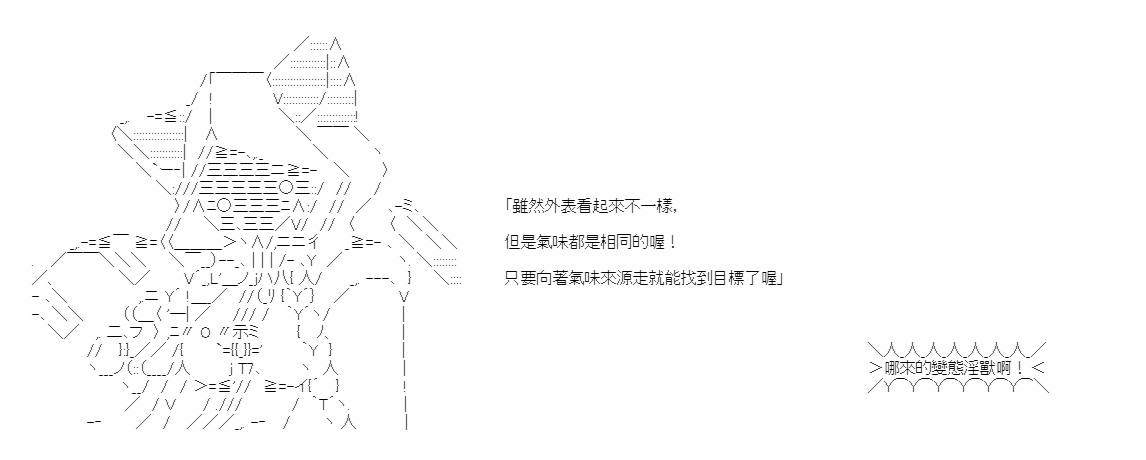 「雖然外表看起來不一樣,
但是氣味都是相同的喔！
只要向著氣味來源走就能找到目標了喔」
哪來的變態淫獸啊！